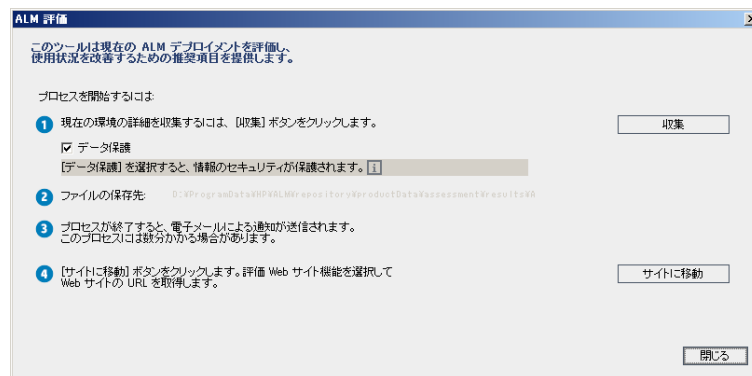 ALM 評価
このツールは現在の ALM デプロイメントを評価し、
使用状況を改善するための推奨項目を提供します。
プロセスを開始するには:
1 現在の環境の詳細を収集するには、[収集] ボタンをクリックします。
収集
データ保護
[データ保護] を選択すると、情報のセキュリティが保護されます。 i
2 ファイルの保存先: D:¥ProgramData¥HP¥ALM¥repository¥productData¥assessment¥results¥A
3 プロセスが終了すると、電子メールによる通知が送信されます。
このプロセスには数分かかる場合があります。
4 [サイトに移動] ボタンをクリックします。評価 Web サイト機能を選択して
Web サイトの URL を取得します。
サイトに移動
閉じる